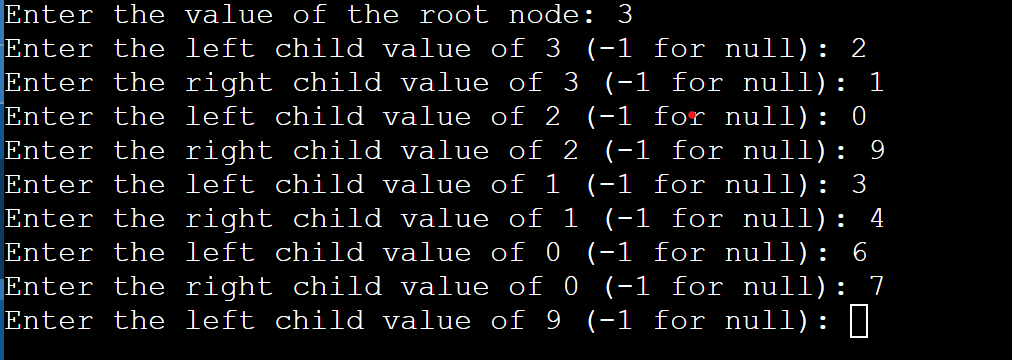 Enter the value of the root node: 3
Enter the left child value of 3 (-1 for null): 2
Enter the right child value of 3 (-1 for null): 1
Enter the left child value of 2 (-1 for null): 0
Enter the right child value of 2 (-1 for null): 9
Enter the left child value of 1 (-1 for null): 3
Enter the right child value of 1 (-1 for null): 4
Enter the left child value of 0 (-1 for null): 6
Enter the right child value of 0 (-1 for null): 7
Enter the left child value of 9 (-1 for null):